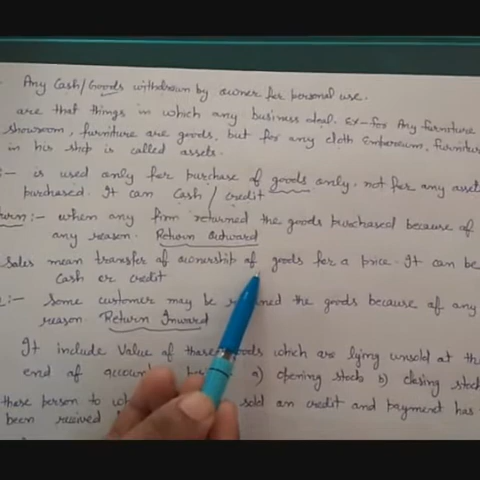 Any Cash/Goods withdrawn by owner for personal use.
are that things in which any business deal. Ex-for Any furniture
showroom, furniture are goods, but for any cloth Emporeum, furniture
in his shop is called assets.
:- is used only for purchase of goods only, not for any asset
purchased. It can Cash / credit
:- when any firm returned the goods purchased because of
any reason. Retrun Outward
Sales mean transfer of ownership of goods for a price. It can be
Cash or credit
:- Some customer may be the goods because of any
reason Return Inward
It include Value of these which are lying unsold at the
end of a) opening stock b) closing stock
these person to sold on credit and payment has
been recived